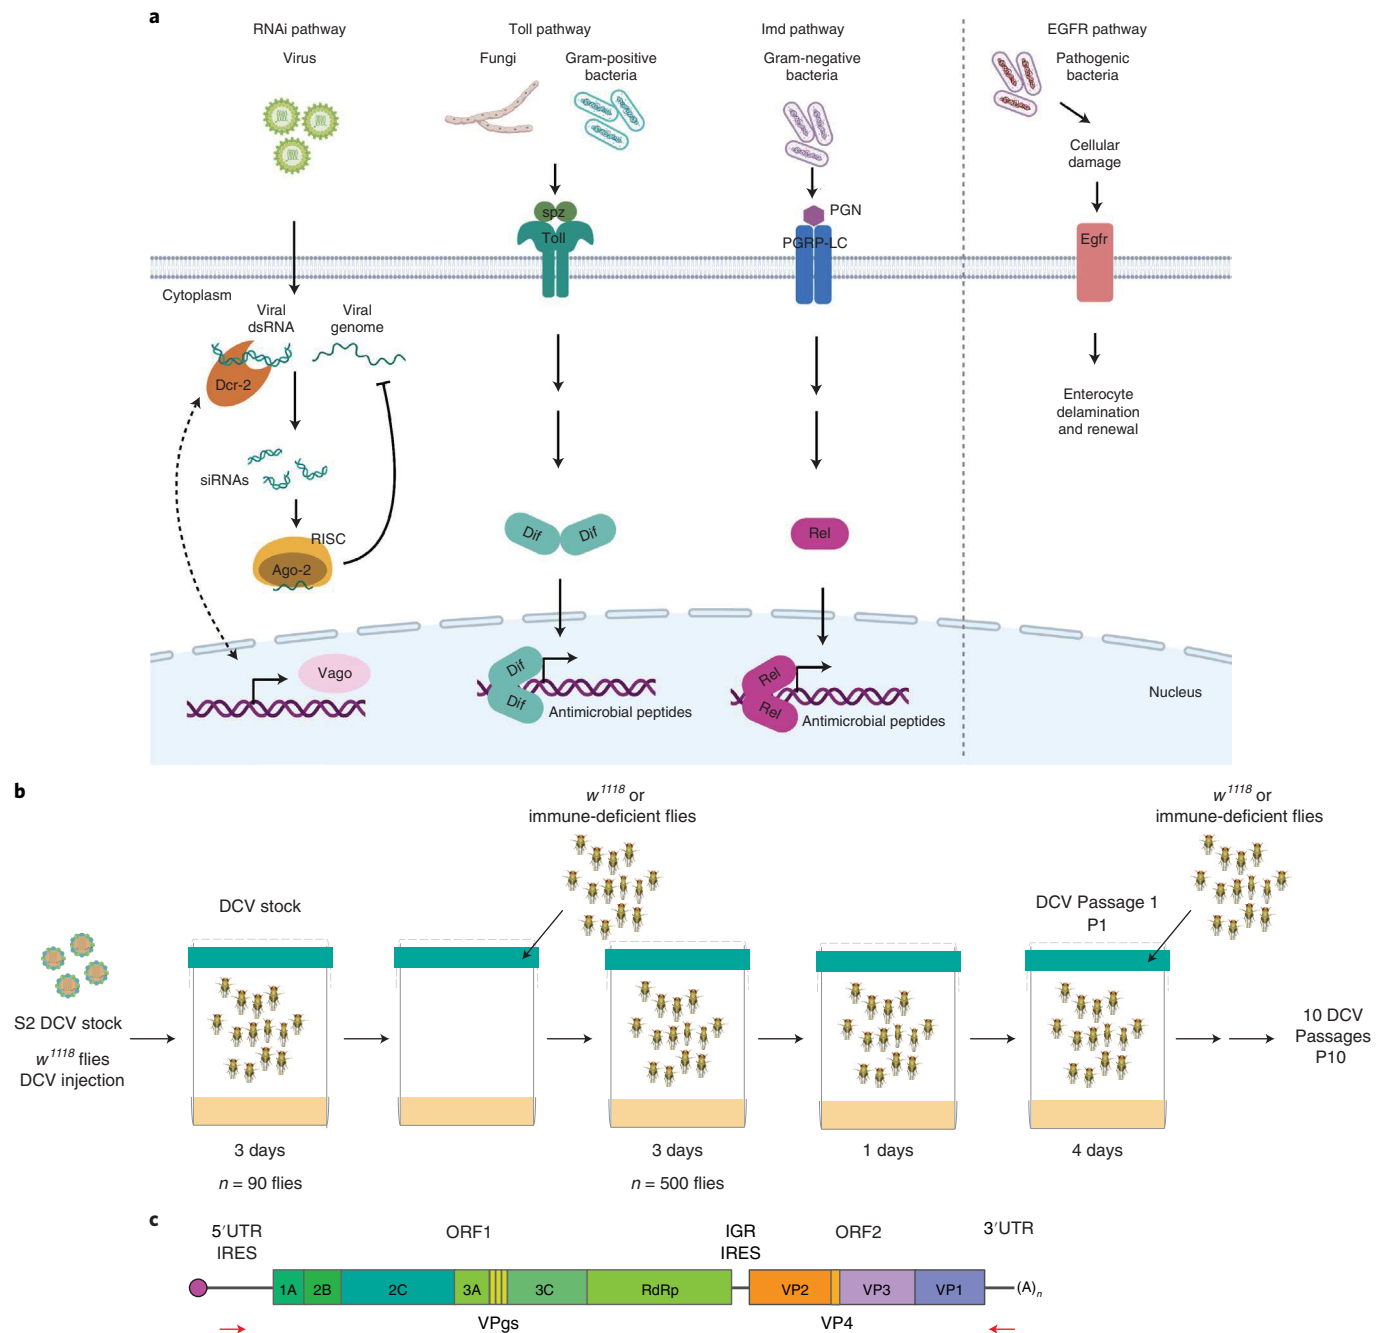 a
RNAi pathway
Virus
Toll pathway
Fungi
Gram-positive
bacteria
Imd pathway
Gram-negative
bacteria
EGFR pathway
Pathogenic
bacteria
Cellular
damage
spz
Toll
PGN
PGRP-LC
Egfr
Cytoplasm
Viral
dsRNA
Viral
genome
Dcr-2
siRNAs
RISC
Ago-2
Dif
Dif
Rel
Enterocyte
delamination
and renewal
Vago
Dif
Dif
Antimicrobial peptides
Rel
Rel
Antimicrobial peptides
Nucleus
b
w1118 or
immune-deficient flies
w1118 or
immune-deficient flies
DCV stock
DCV Passage 1
P1
S2 DCV stock
w1118 flies
DCV injection
10 DCV
Passages
P10
3 days
n = 90 flies
3 days
n = 500 flies
1 days
4 days
c
5′UTR
IRES
ORF1
IGR
IRES
ORF2
3′UTR
1A
2B
2C
3A
3C
RdRp
VP2
VP3
VP1
(A)n
VPgs
VP4